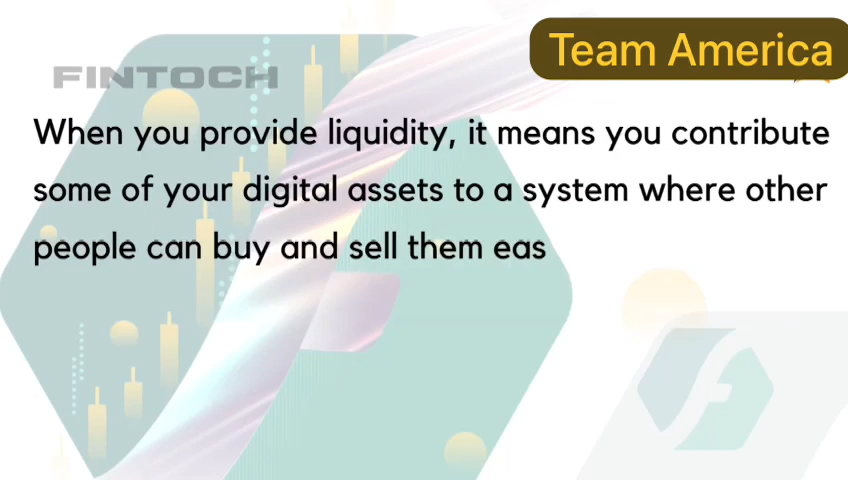 Team America
FINTOCH
When you provide liquidity, it means you contribute
some of your digital assets to a system where other
people can buy and sell them eas